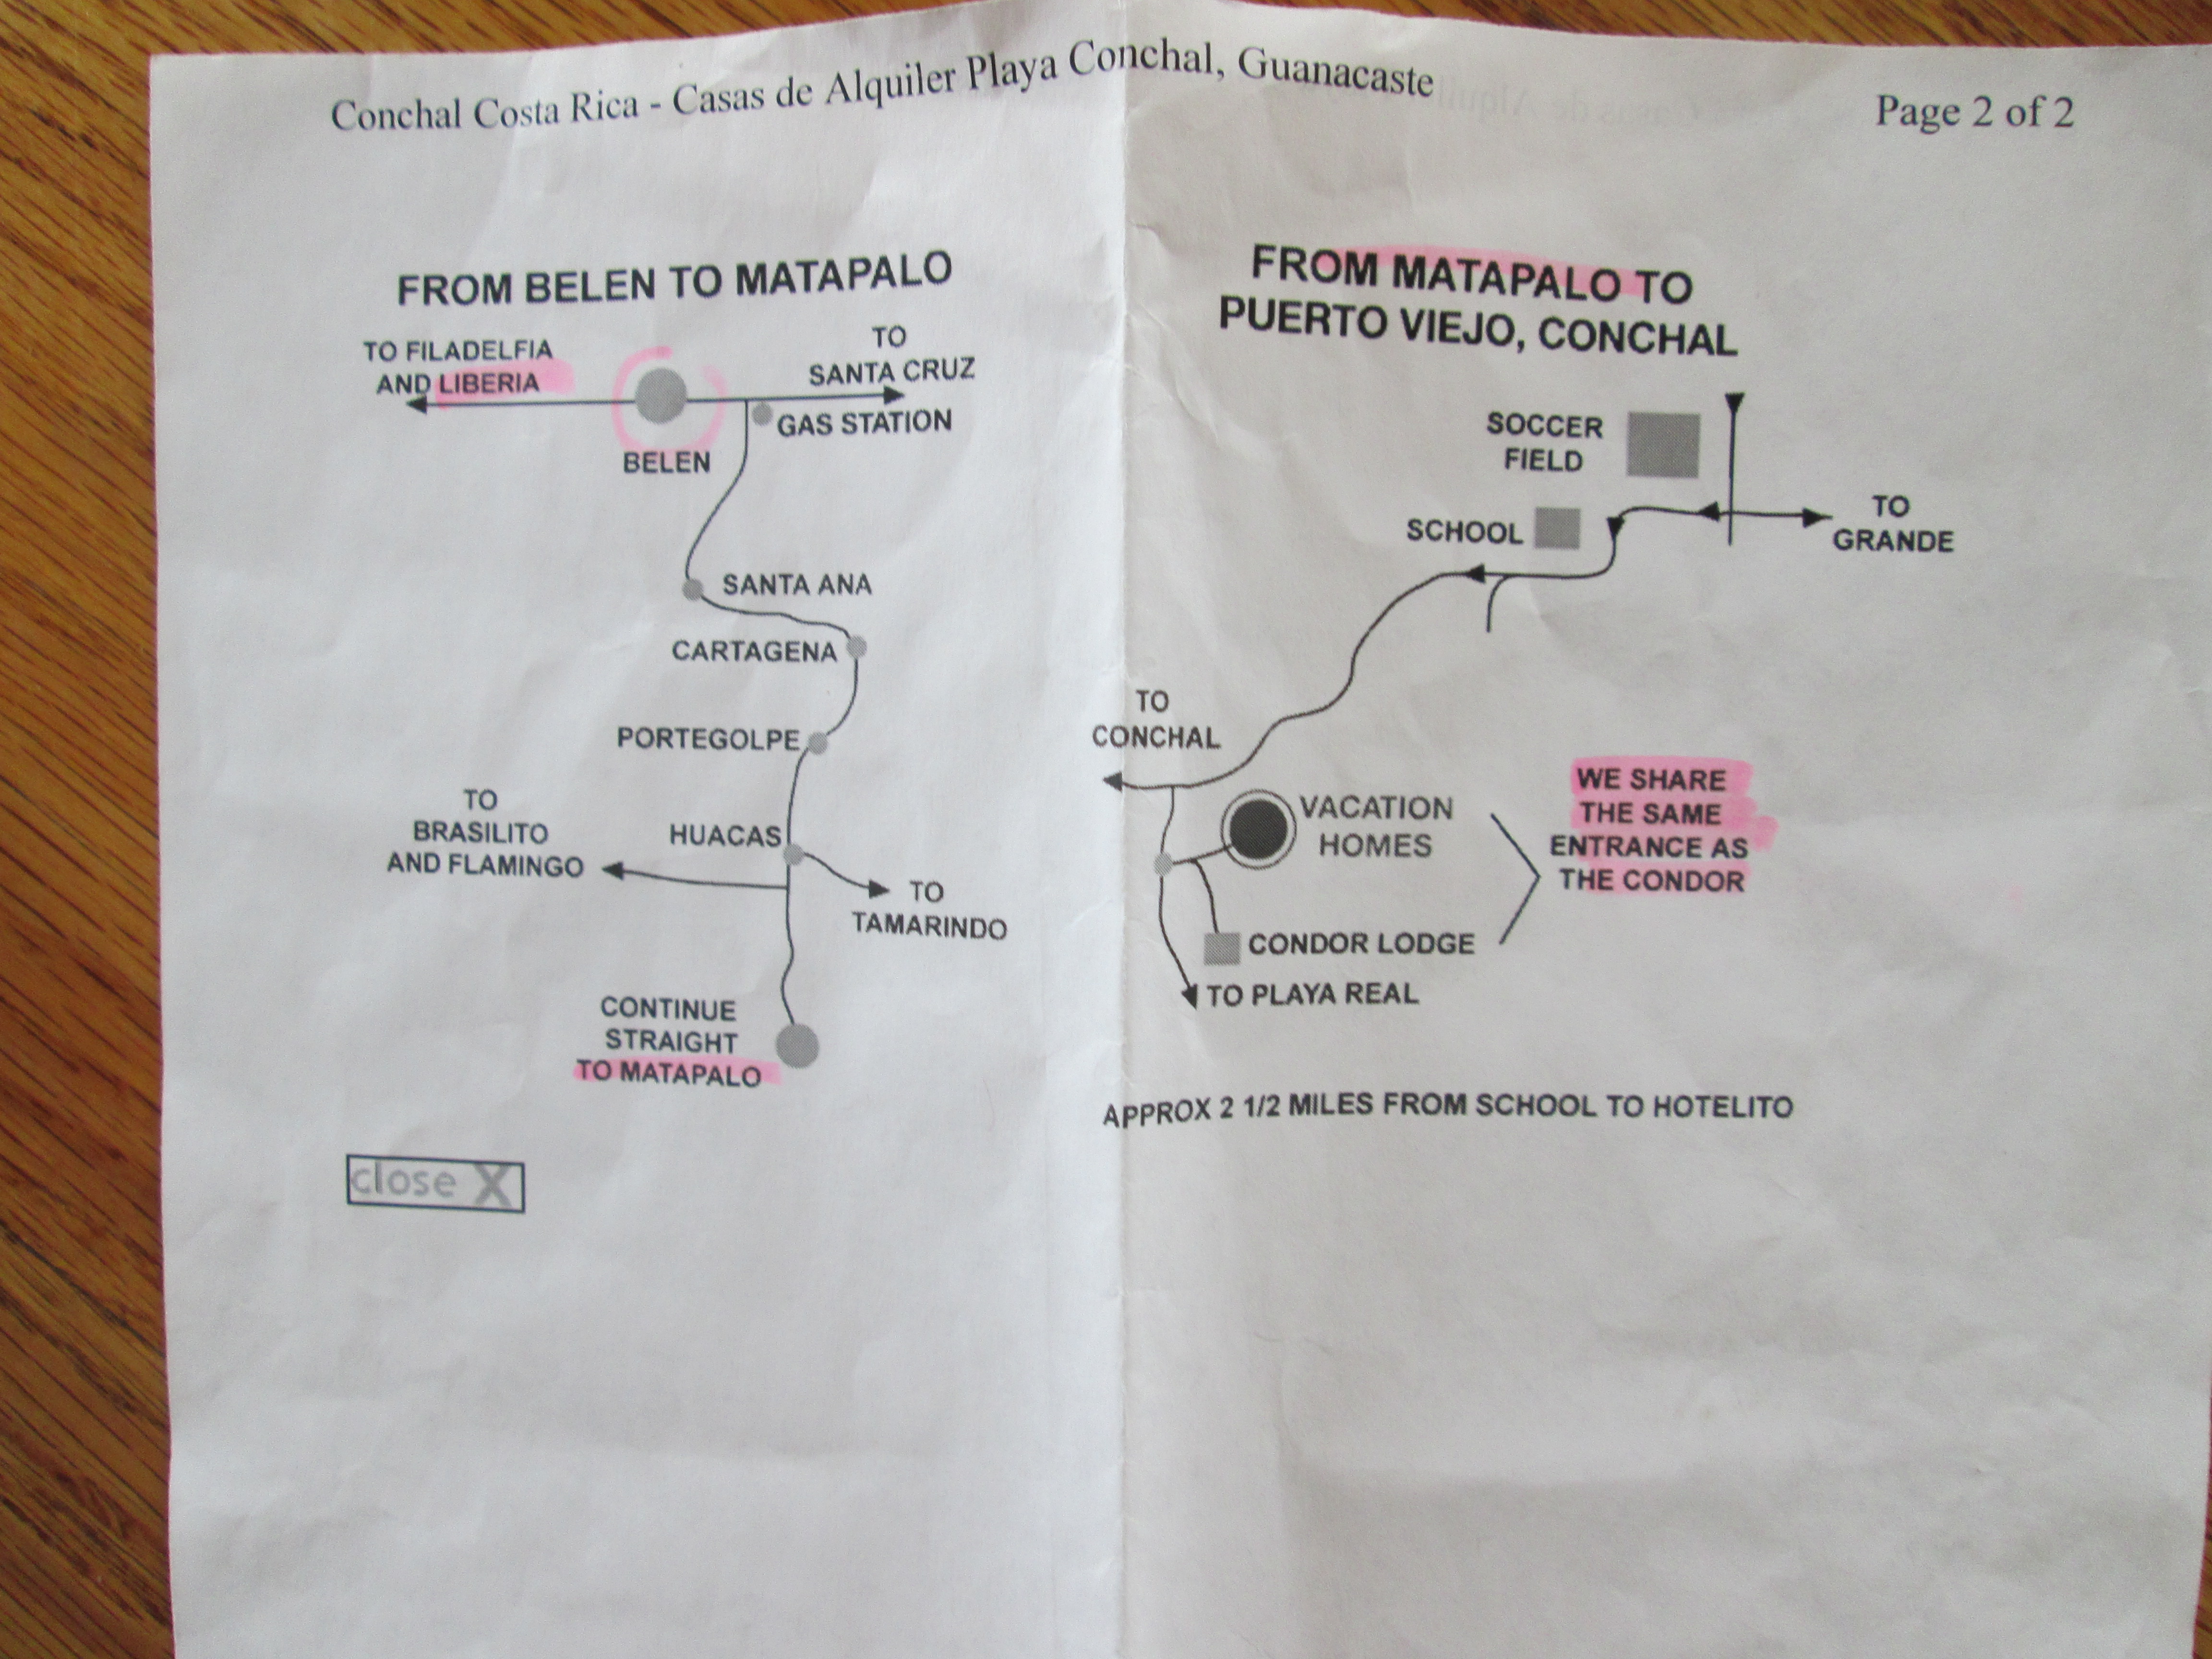 Conchal Costa Rica - Casas de Alquiler Playa Conchal, Guanacaste
Page 2 of 2
FROM BELEN TO MATAPALO
TO FILADELFIA
AND LIBERIA
TO
SANTA CRUZ
GAS STATION
BELEN
SANTA ANA
CARTAGENA
PORTEGOLPE
TO
BRASILITO
AND FLAMINGO
HUACAS
TO
TAMARINDO
CONTINUE
STRAIGHT
TO MATAPALO
close X
FROM MATAPALO TO
PUERTO VIEJO, CONCHAL
SOCCER
FIELD
SCHOOL
TO
GRANDE
TO
CONCHAL
VACATION
HOMES
WE SHARE
THE SAME
ENTRANCE AS
THE CONDOR
CONDOR LODGE
TO PLAYA REAL
APPROX 2 1/2 MILES FROM SCHOOL TO HOTELITO